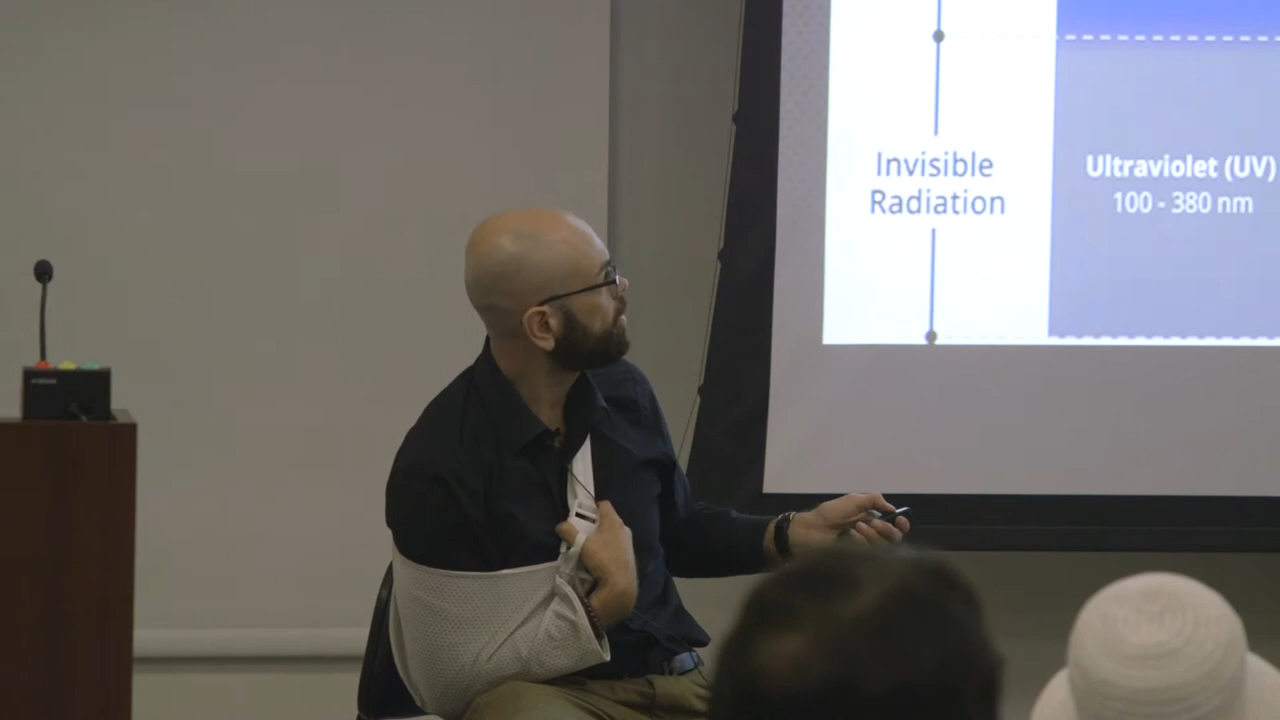 Invisible
Radiation
Ultraviolet (UV)
100 - 380 nm